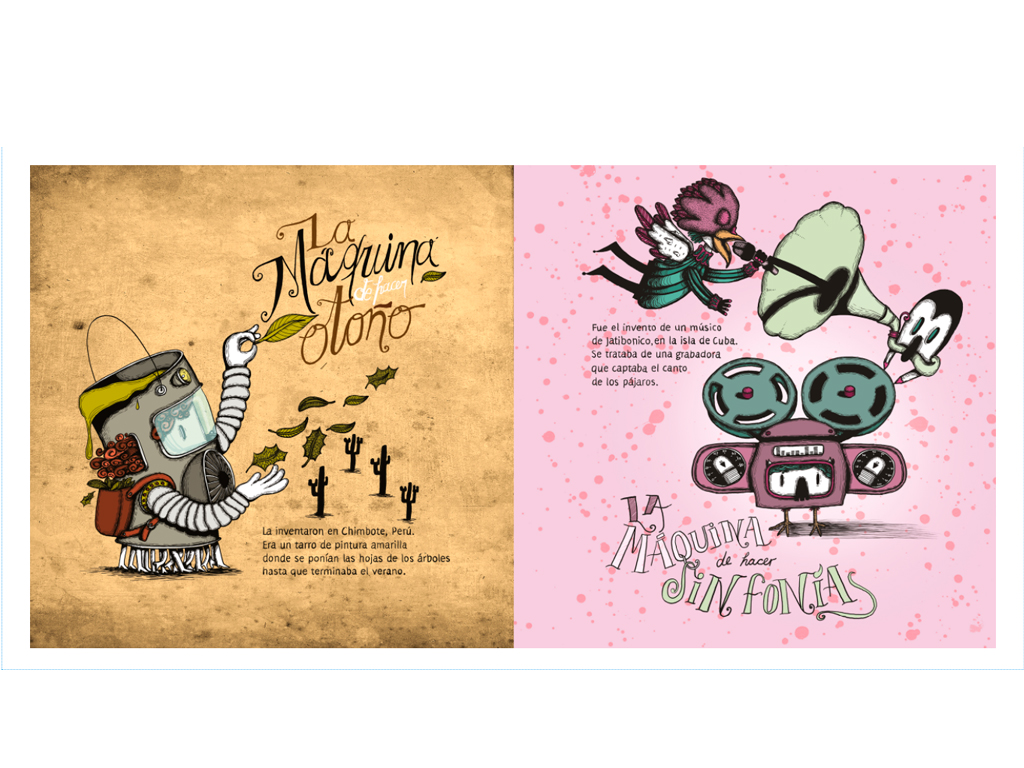 La
Máquina
de hacer
otoño
La inventaron en Chimbote, Perú.
Era un tarro de pintura amarilla
donde se ponían las hojas de los árboles
hasta que terminaba el verano.
Fue el invento de un músico
de Jatibonico, en la isla de Cuba.
Se trataba de una grabadora
que captaba el canto
de los pájaros.
LA
MÁQUINA
de hacer
SINFONÍAS